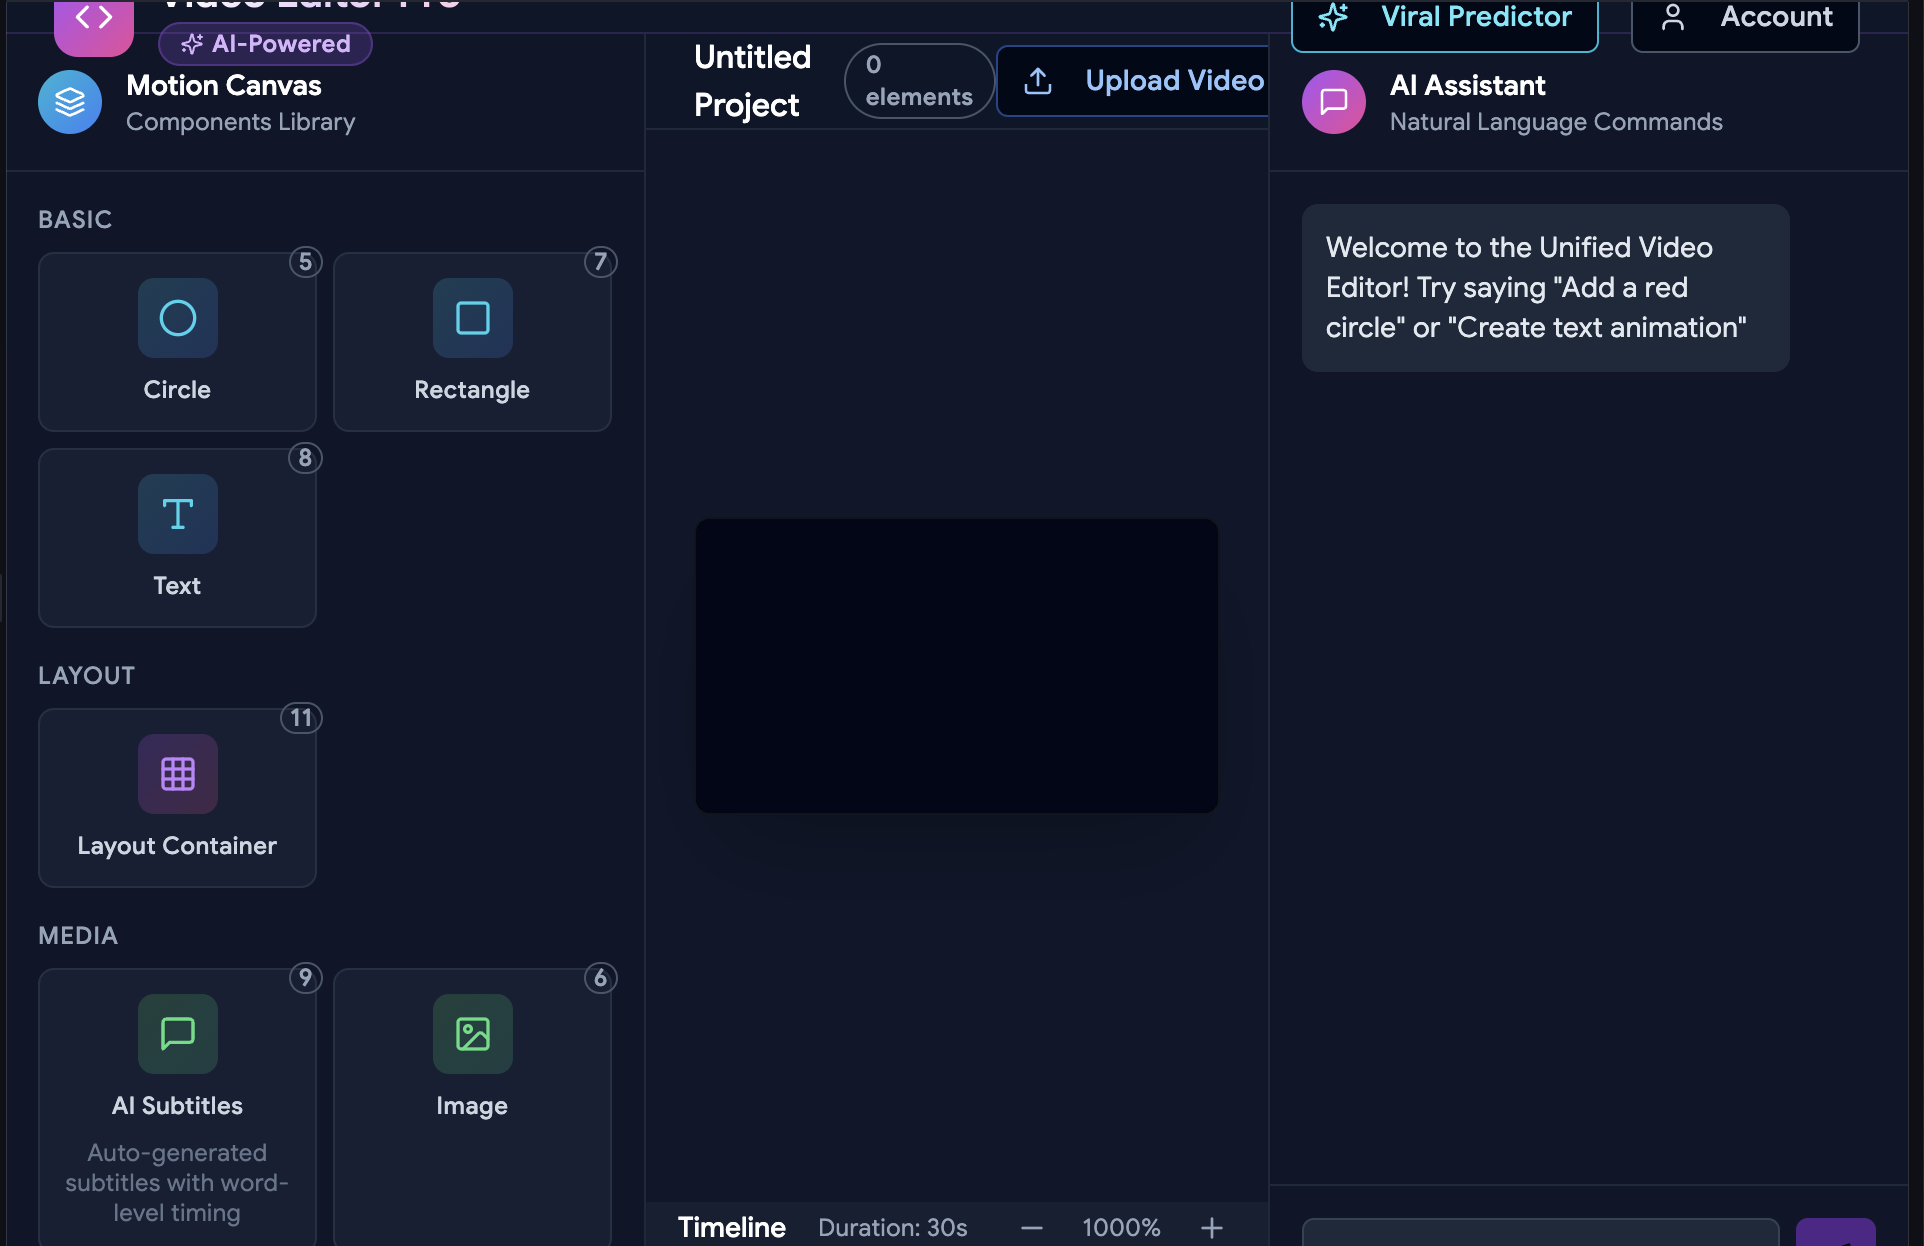 Video Editor Pro
AI-Powered
Viral Predictor
Account
Motion Canvas
Components Library
Untitled
Project
0
elements
Upload Video
AI Assistant
Natural Language Commands
BASIC
5
Circle
7
Rectangle
8
Text
LAYOUT
11
Layout Container
MEDIA
9
AI Subtitles
Auto-generated
subtitles with word-
level timing
6
Image
Welcome to the Unified Video
Editor! Try saying "Add a red
circle" or "Create text animation"
Timeline
Duration: 30s
1000%